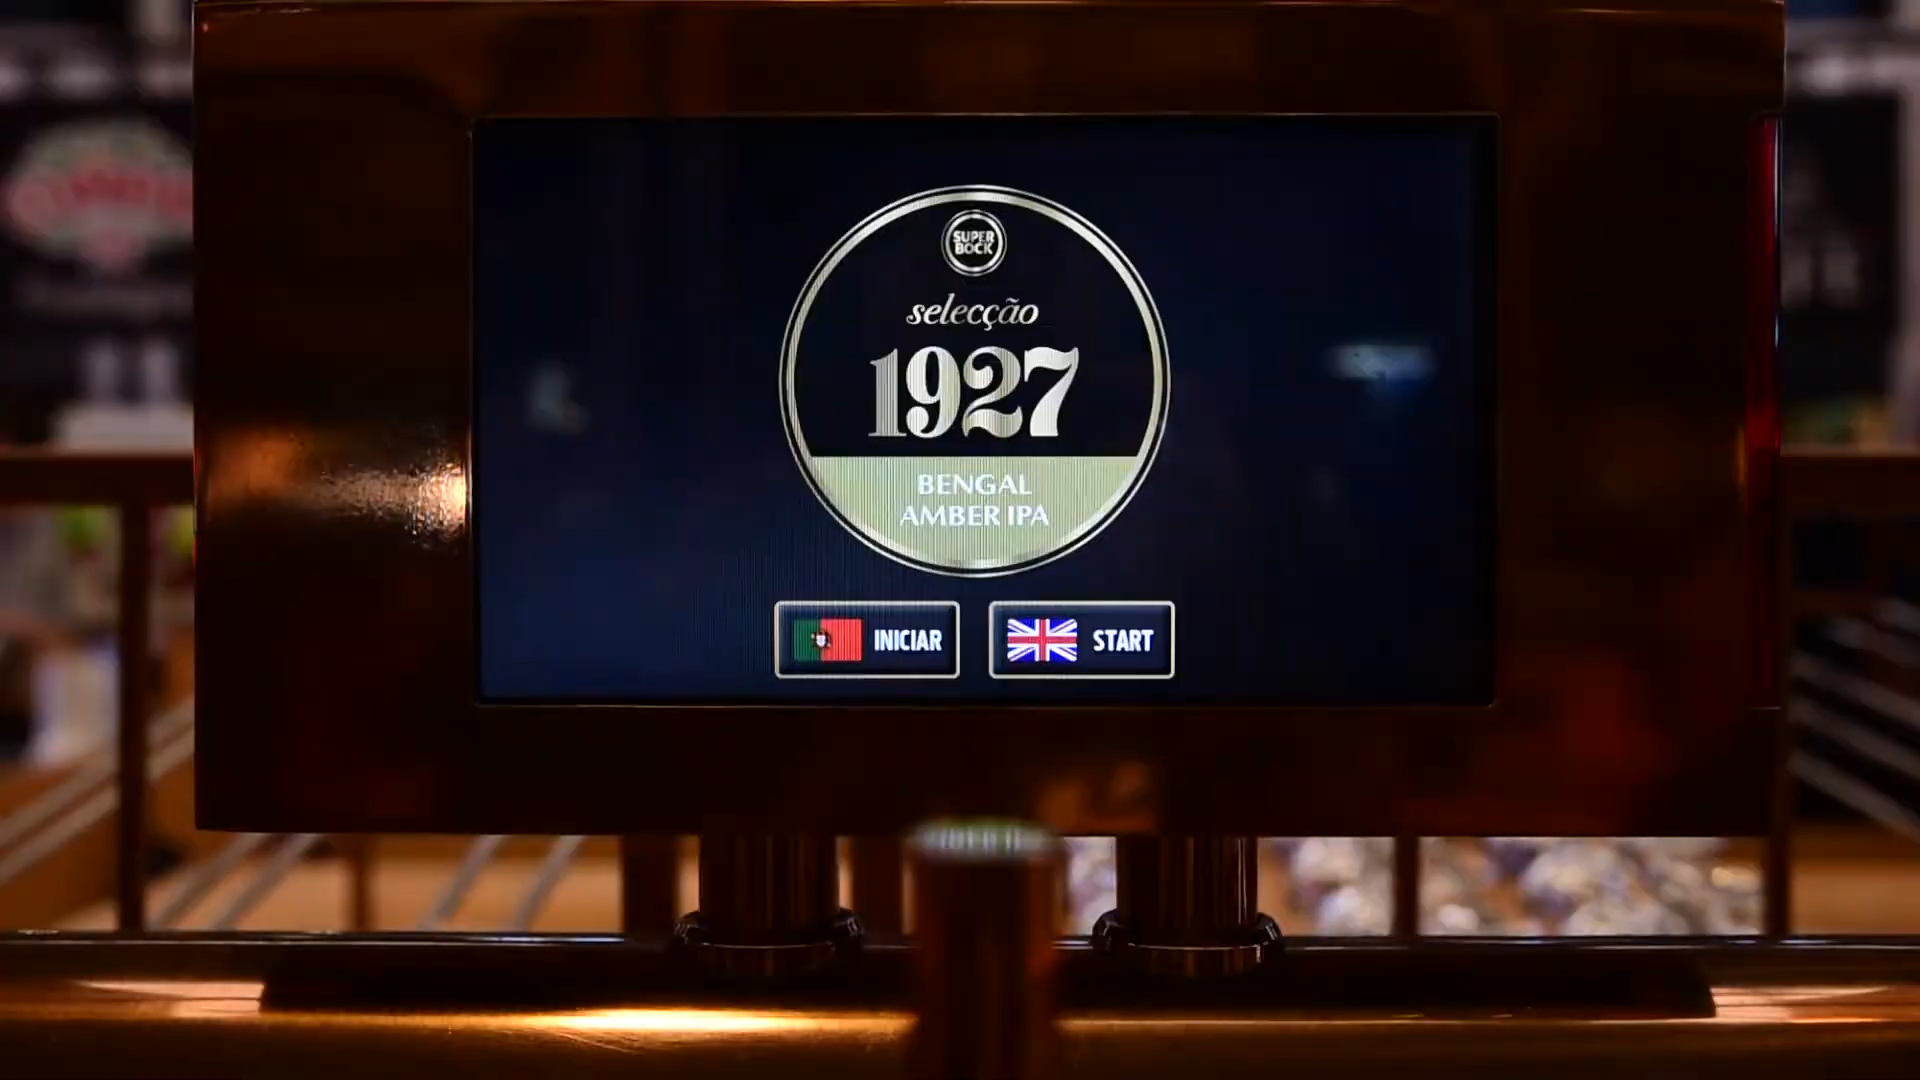 SUPER
BOCK
selecção
1927
BENGAL
AMBER IPA
INICIAR
START